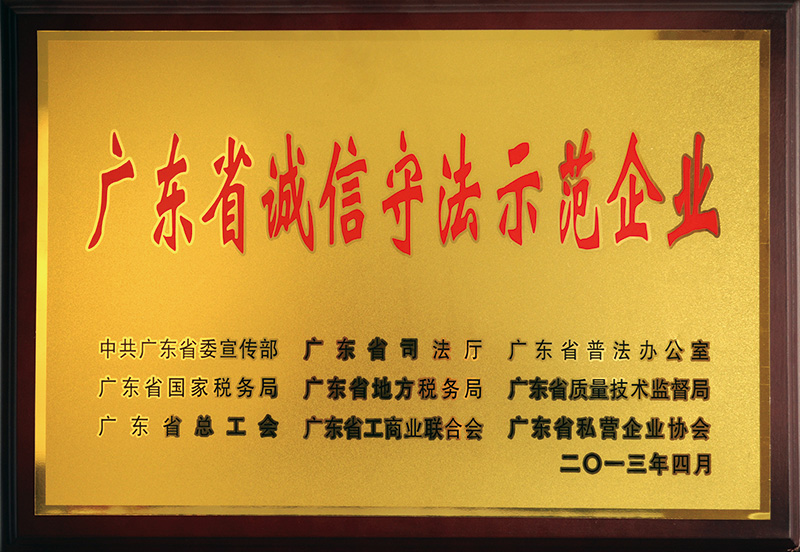 广东省诚信守法示范企业
中共广东省委宣传部 广东省司法厅 广东省普法办公室
广东省国家税务局 广东省地方税务局 广东省质量技术监督局
广东省总工会 广东省工商业联合会 广东省私营企业协会
二〇一三年四月